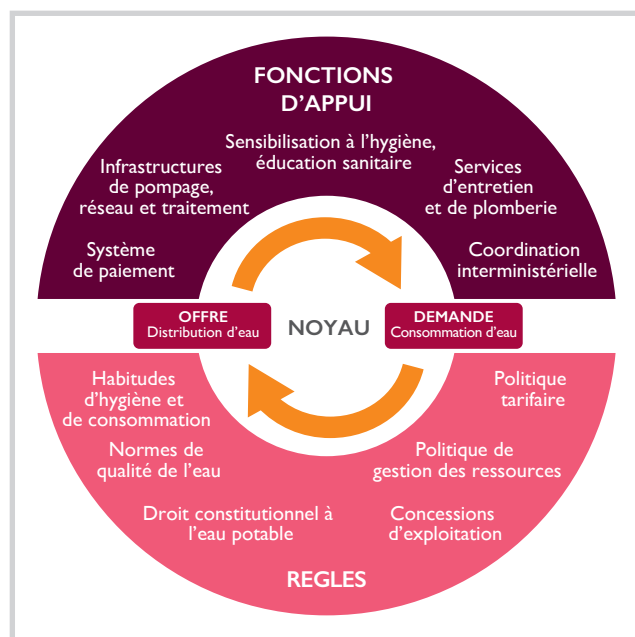 FONCTIONS
D'APPUI
Sensibilisation à l'hygiène,
éducation sanitaire
Infrastructures
de pompage,
réseau et traitement
Services
d'entretien
et de plomberie
Système
de paiement
Coordination
interministérielle
OFFRE
Distribution d'eau
NOYAU
DEMANDE
Consommation d'eau
Habitudes
d'hygiène et
de consommation
Politique
tarifaire
Normes de
qualité de l'eau
Politique de
gestion des ressources
Droit constitutionnel à
l'eau potable
Concessions
d'exploitation
REGLES